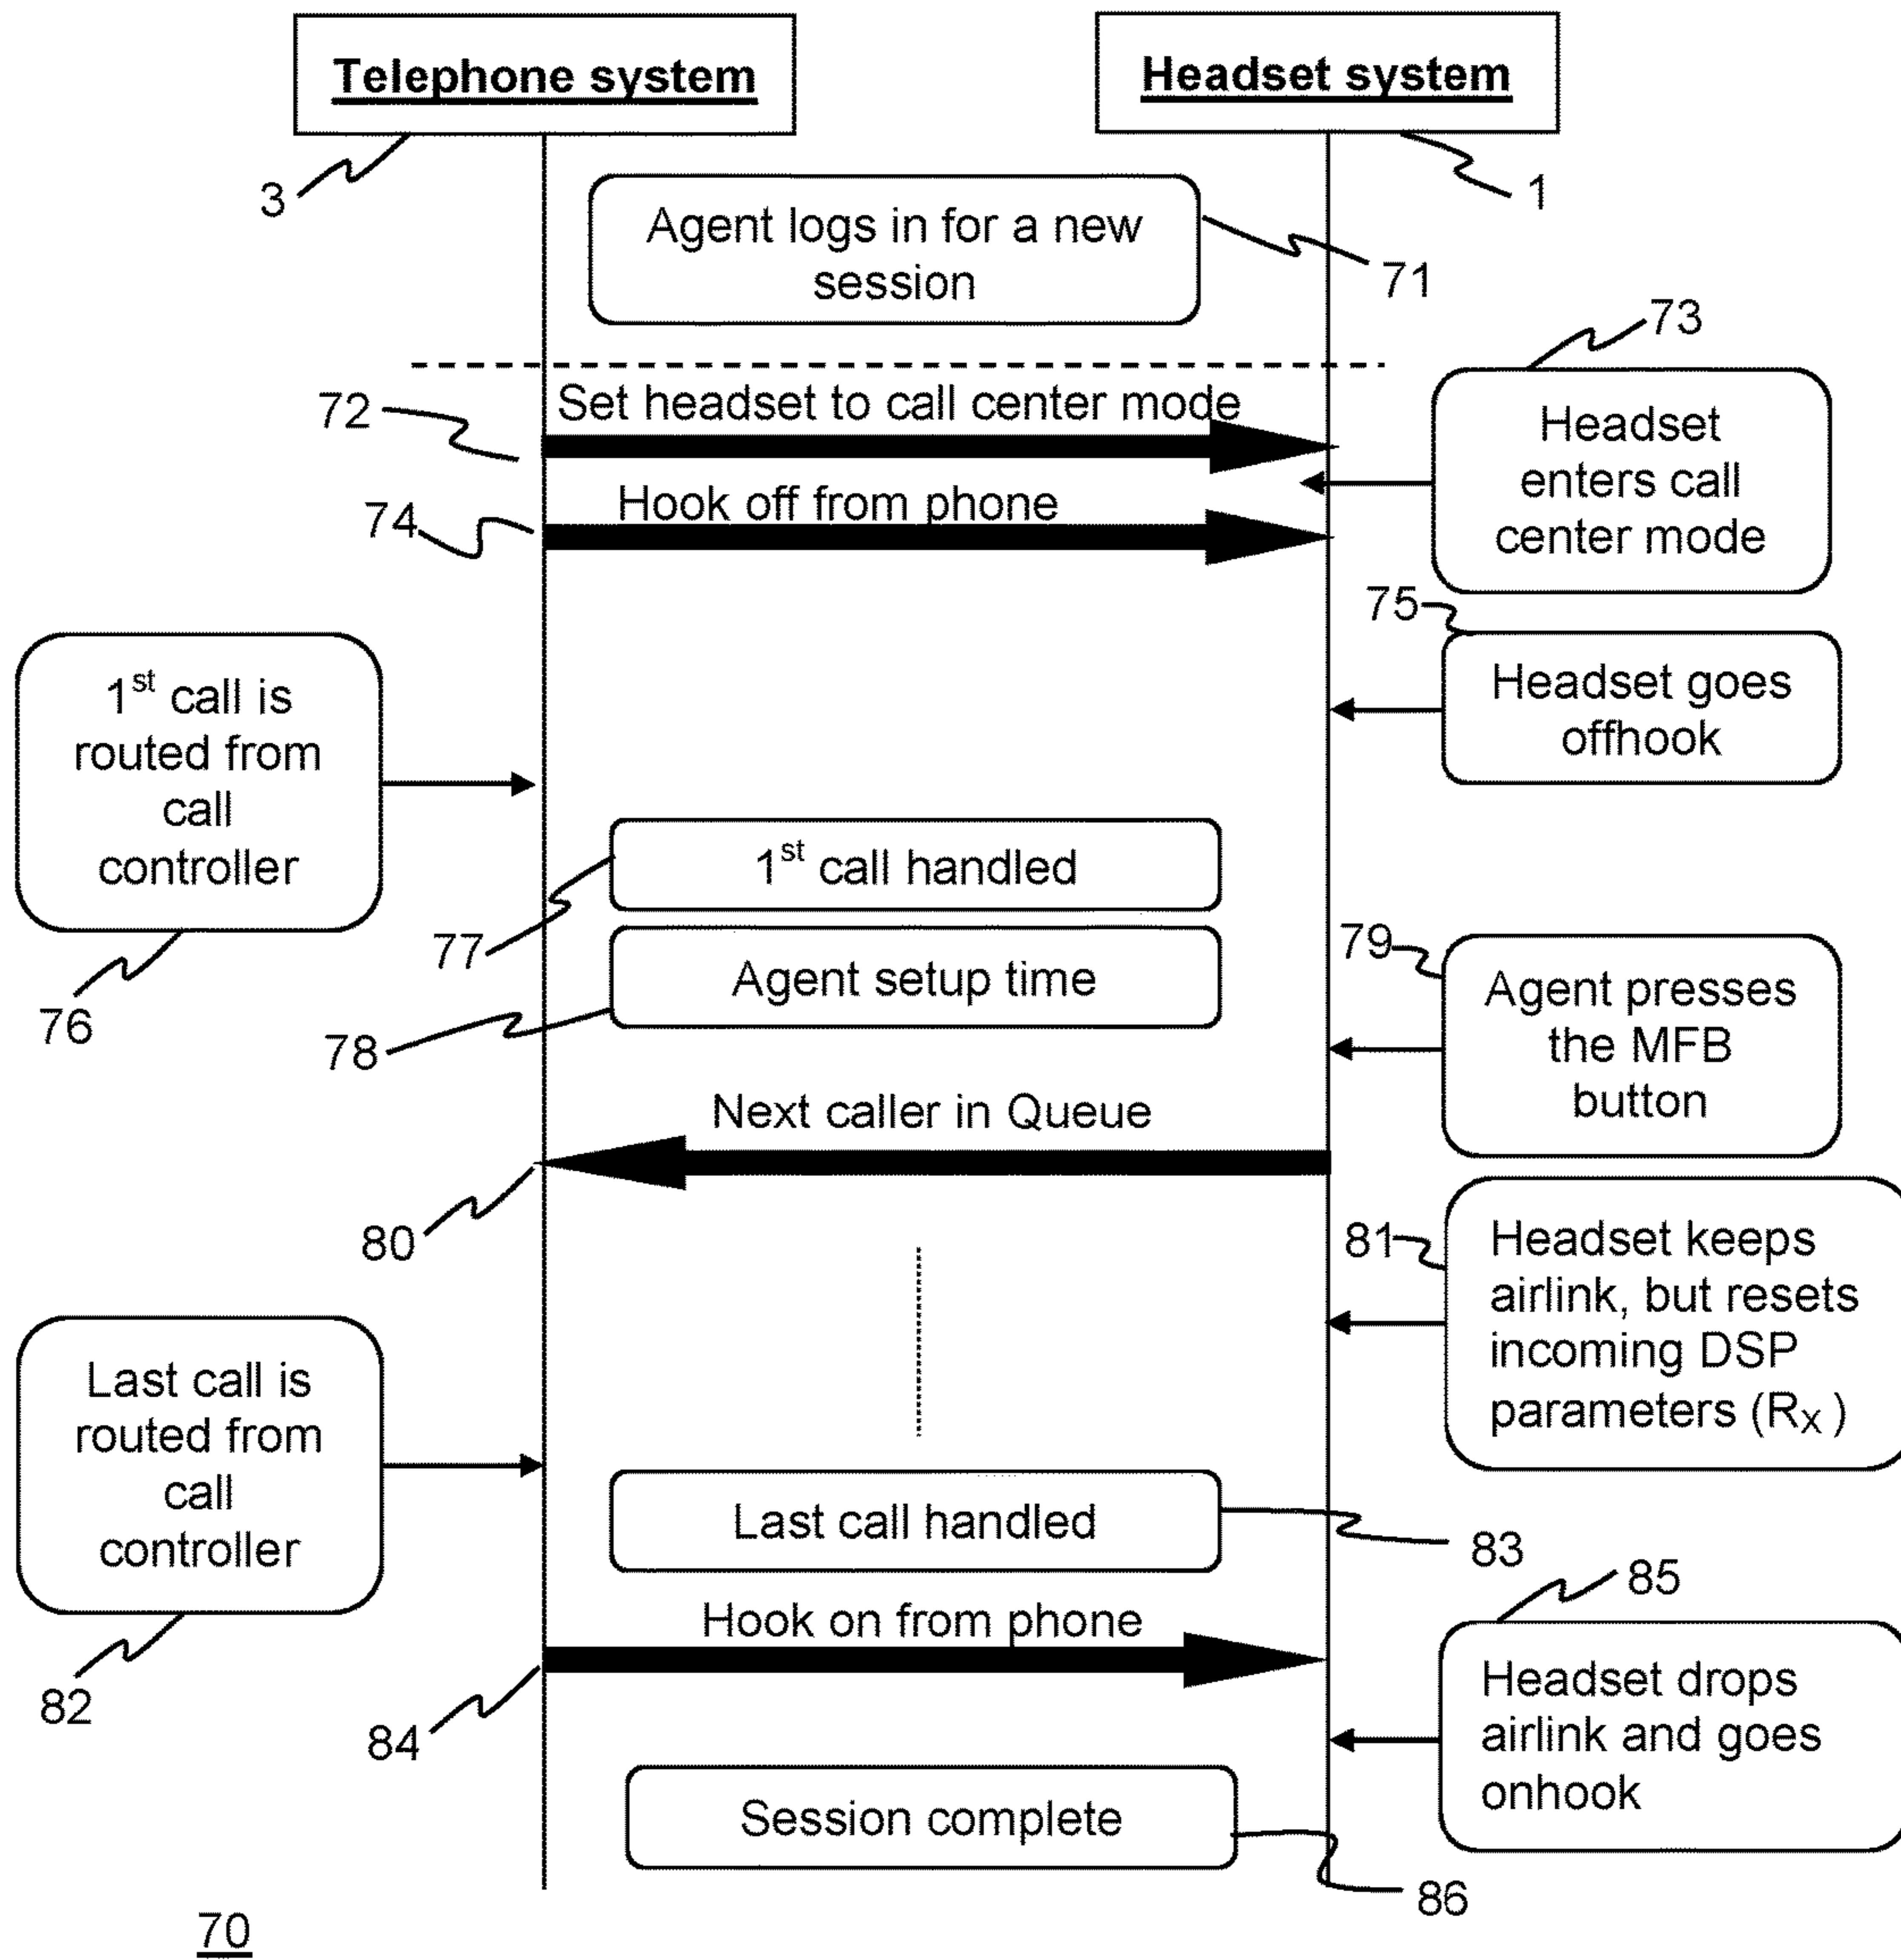 Telephone system
Headset system
3
1
Agent logs in for a new
session
71
73
72
Set headset to call center mode
Headset
enters call
center mode
74
Hook off from phone
75
Headset goes
offhook
1st call is
routed from
call
controller
76
1st call handled
77
Agent setup time
78
79
Agent presses
the MFB
button
Next caller in Queue
80
81
Headset keeps
airlink, but resets
incoming DSP
parameters (RX)
Last call is
routed from
call
controller
82
Last call handled
83
Hook on from phone
84
85
Headset drops
airlink and goes
onhook
Session complete
86
70